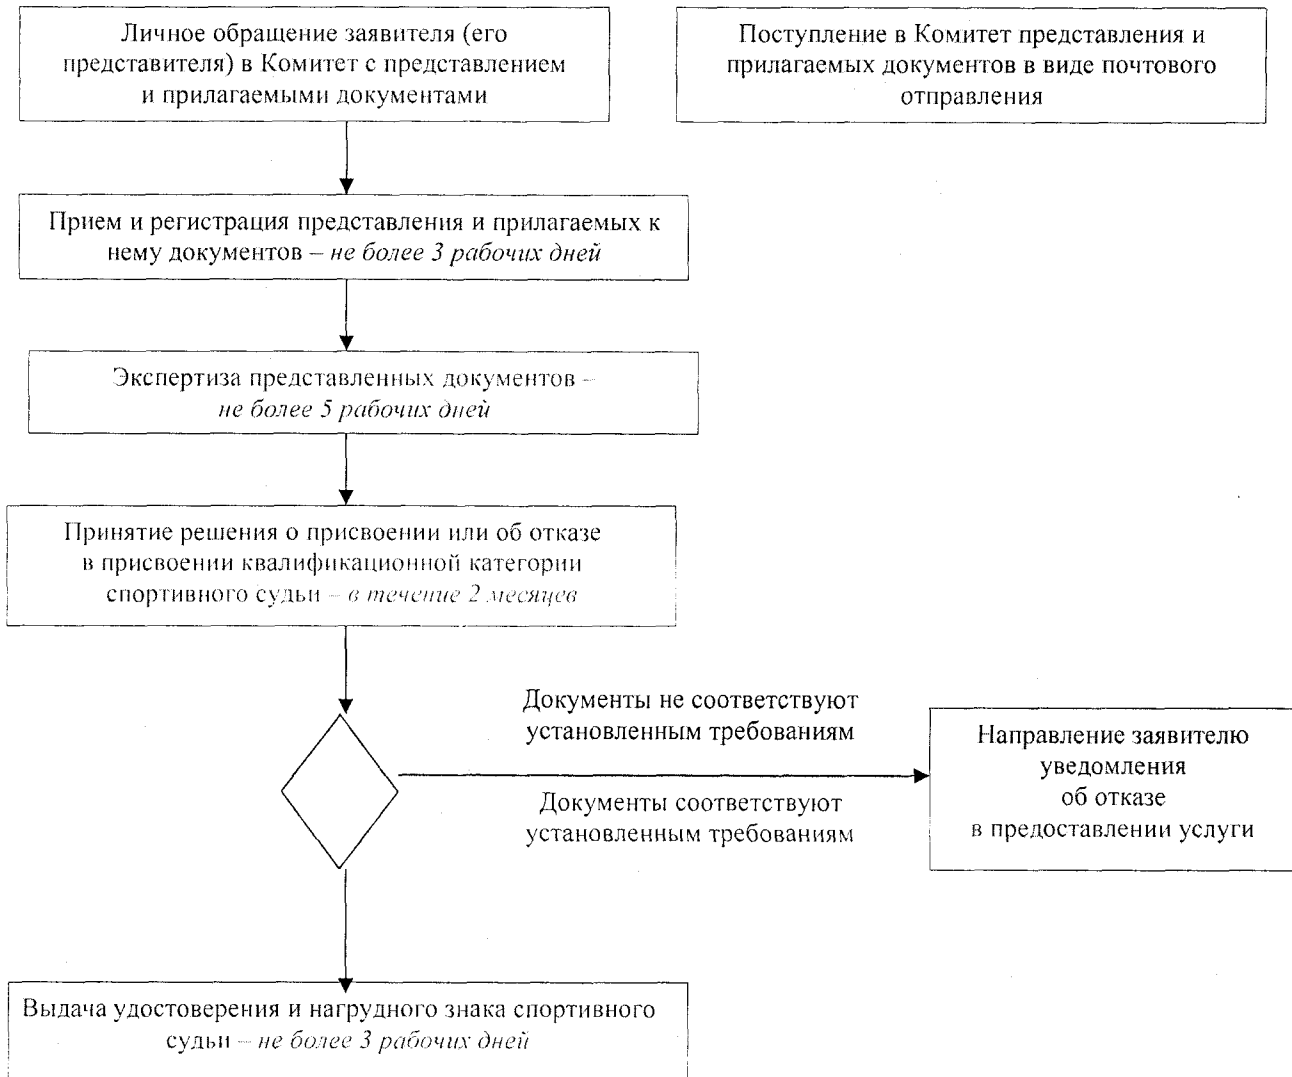 Личное обращение заявителя (его
представителя) в Комитет с представлением
и прилагаемыми документами
Поступление в Комитет представления и
прилагаемых документов в виде почтового
отправления
Прием и регистрация представления и прилагаемых к
нему документов – не более 3 рабочих дней
Экспертиза представленных документов –
не более 5 рабочих дней
Принятие решения о присвоении или об отказе
в присвоении квалификационной категории
спортивного судьи – в течение 2 месяцев
Документы не соответствуют
установленным требованиям
Документы соответствуют
установленным требованиям
Направление заявителю
уведомления
об отказе
в предоставлении услуги
Выдача удостоверения и нагрудного знака спортивного
судьи – не более 3 рабочих дней